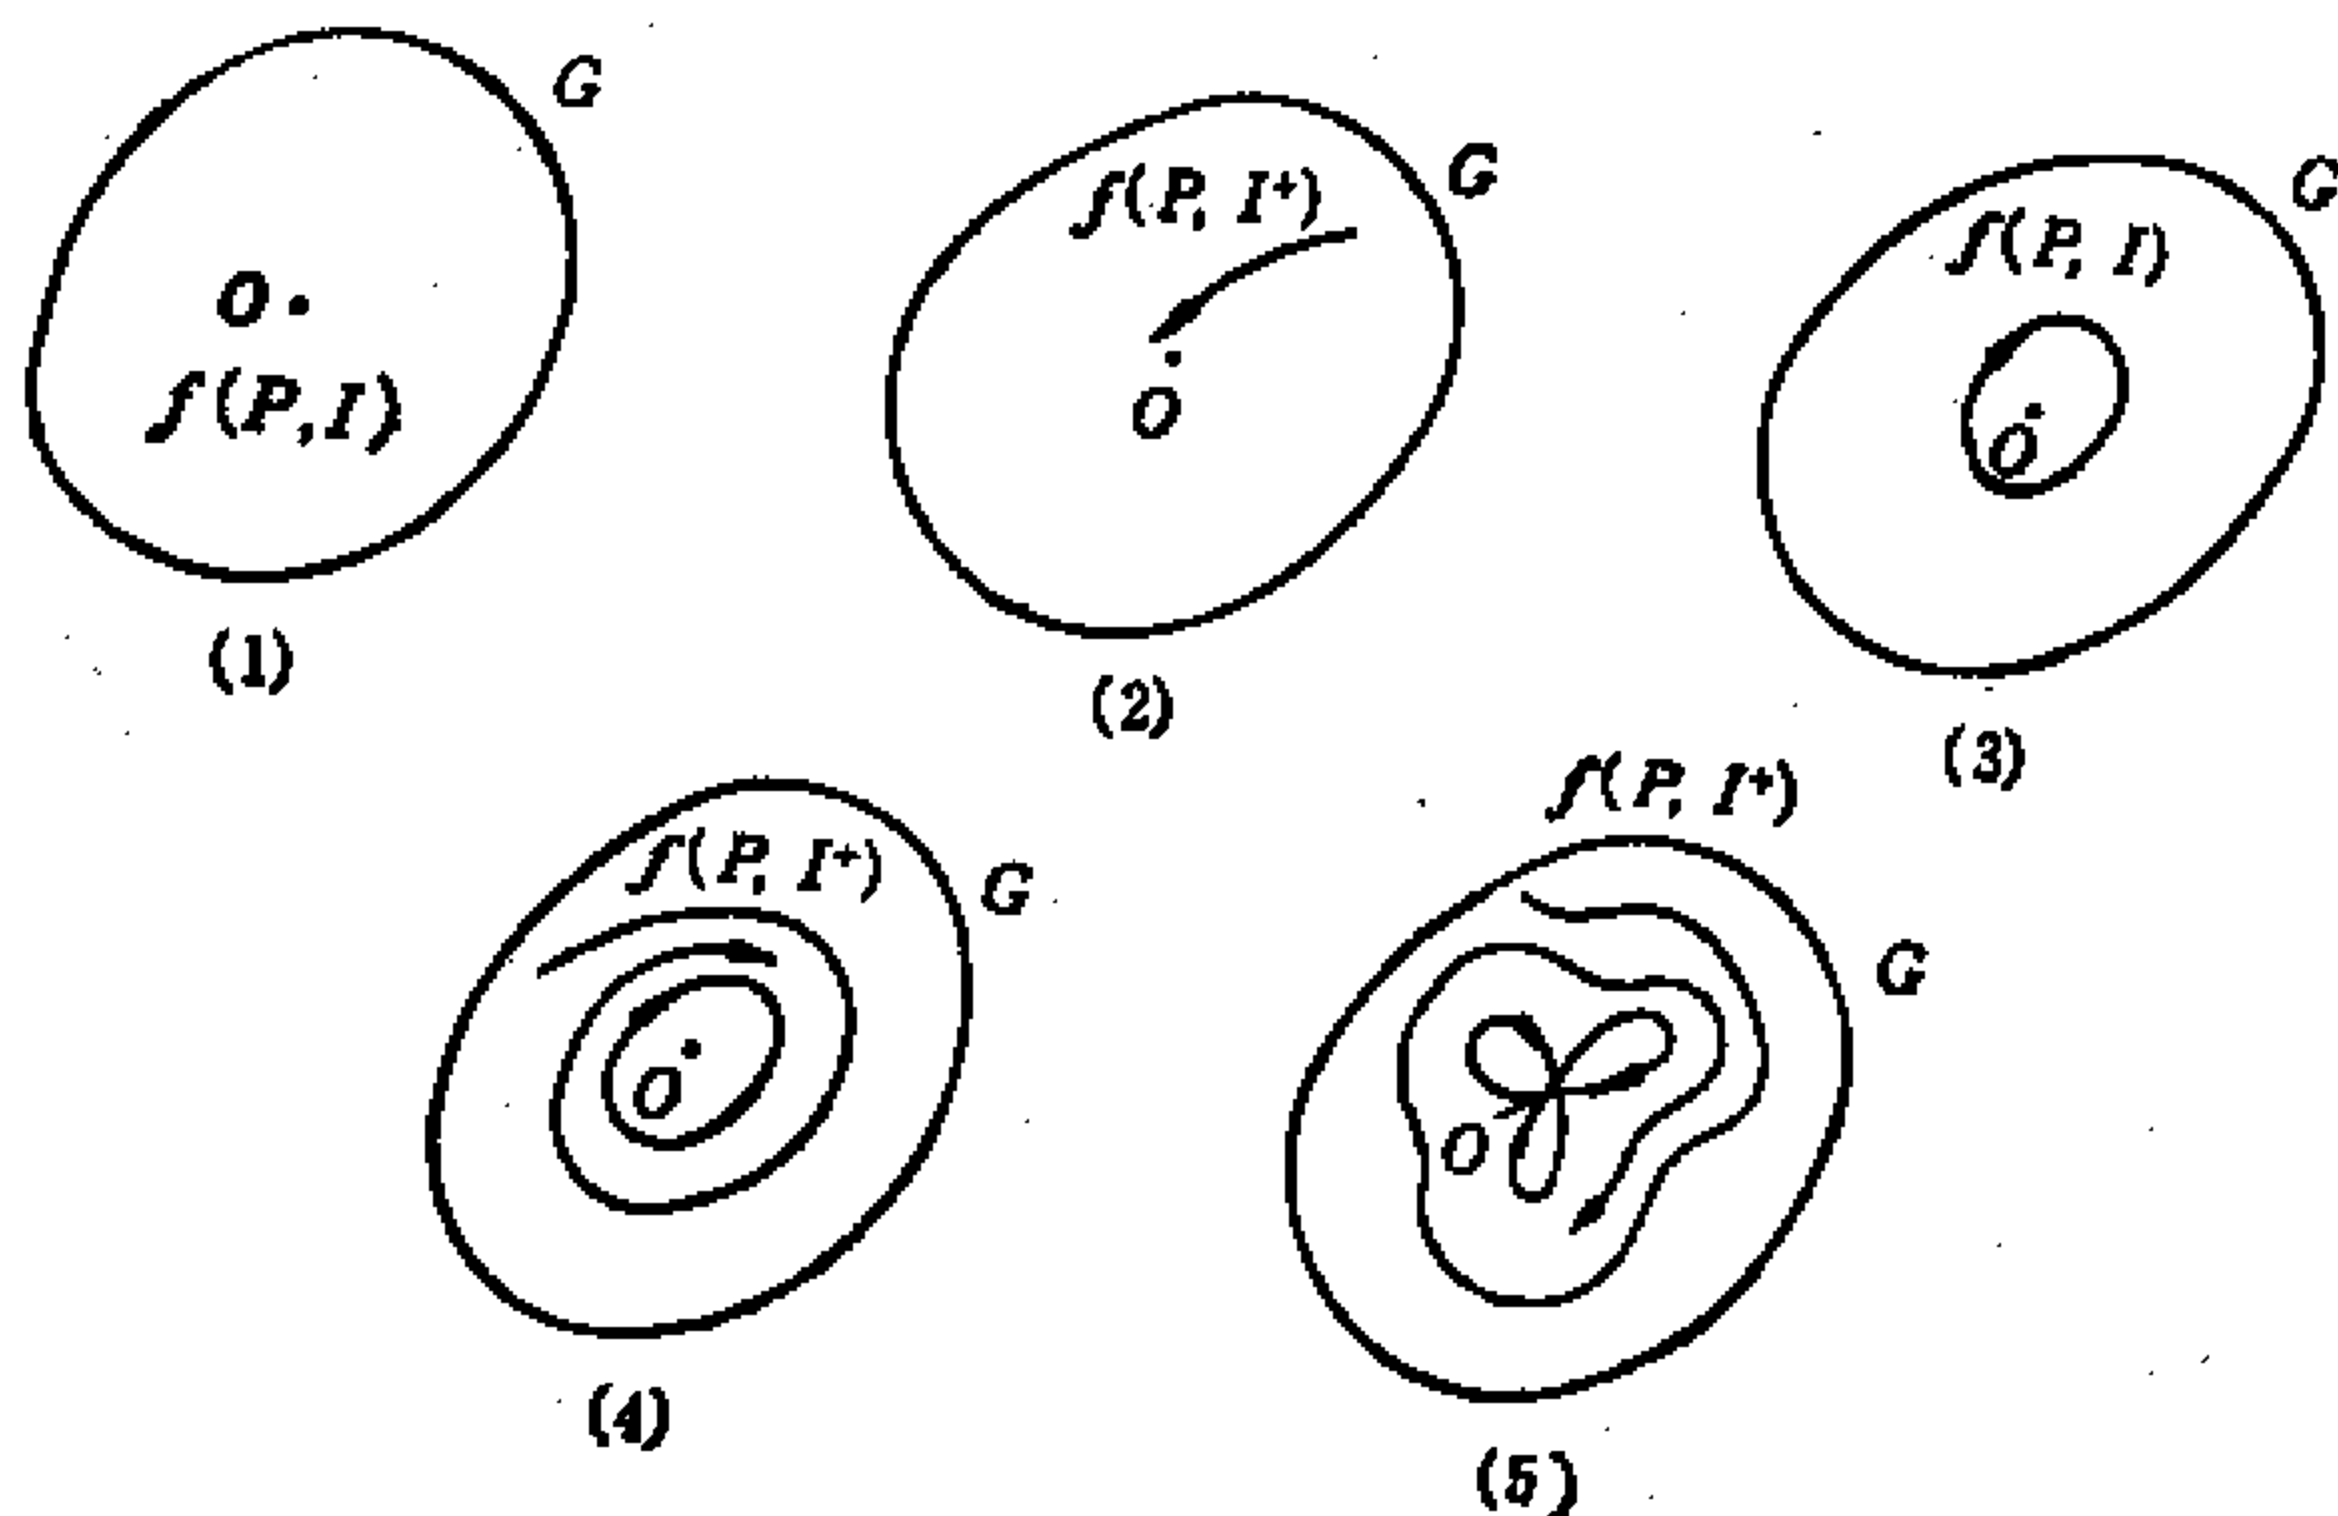 G
O
f(P, I)
(1)
f(P, I⁺)
G
O
(2)
G
f(P, I)
O
(3)
f(P, I⁺)
G
O
(4)
f(P, I⁺)
G
O
(5)